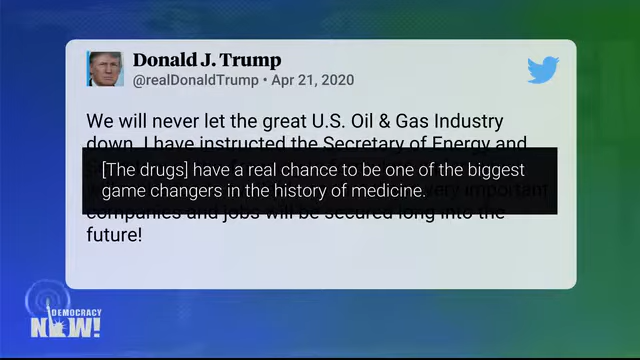 Donald J. Trump
@realDonaldTrump • Apr 21, 2020
We will never let the great U.S. Oil & Gas Industry
down. I have instructed the Secretary of Energy and
[The drugs] have a real chance to be one of the biggest
game changers in the history of medicine.
very important
companies and jobs will be secured long into the
future!
DEMOCRACY
NOW!